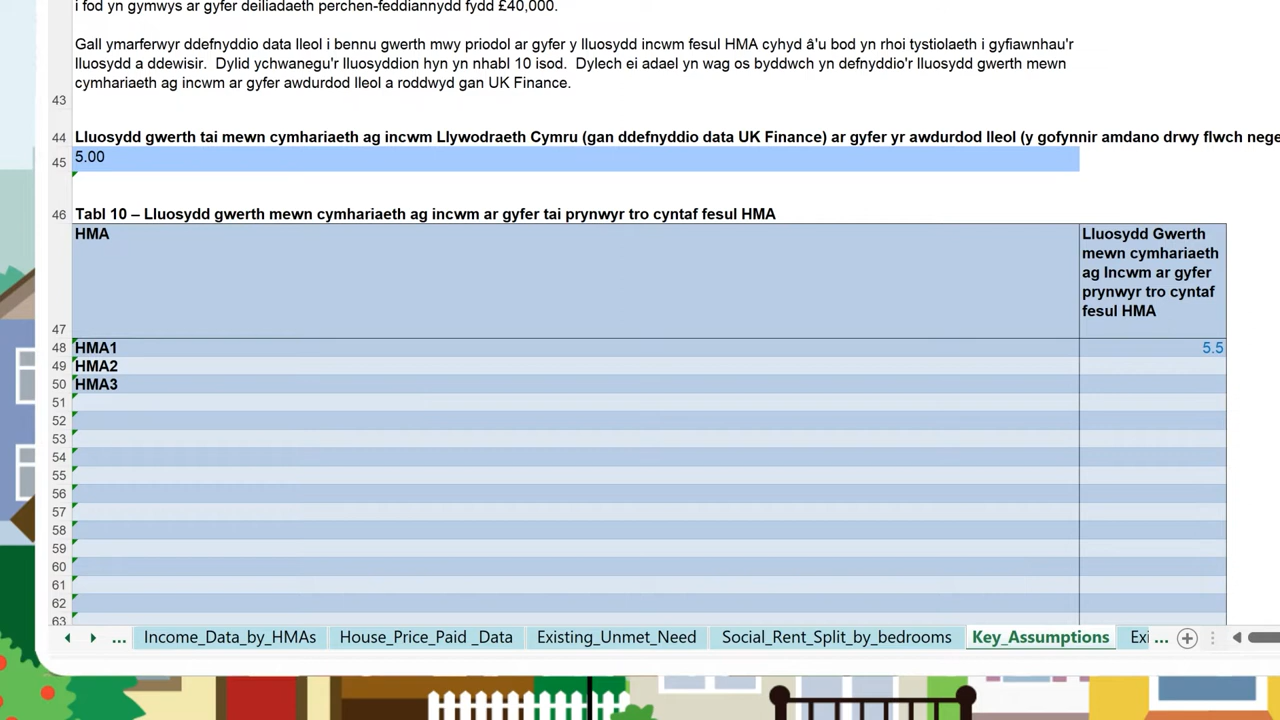 i fod yn gymwys ar gyfer deiliadaeth perchen-feddiannydd fydd £40,000.
Gall ymarferwyr ddefnyddio data lleol i bennu gwerth mwy priodol ar gyfer y lluosydd incwm fesul HMA cyhyd â'u bod yn rhoi tystiolaeth i gyfiawnhau'r
lluosydd a ddewisir. Dylid ychwanegu'r lluosyddion hyn yn nhabl 10 isod. Dylech ei adael yn wag os byddwch yn defnyddio'r lluosydd gwerth mewn
cymhariaeth ag incwm ar gyfer awdurdod lleol a roddwyd gan UK Finance.
43
44 Lluosydd gwerth tai mewn cymhariaeth ag incwm Llywodraeth Cymru (gan ddefnyddio data UK Finance) ar gyfer yr awdurdod lleol (y gofynnir amdano drwy flwch nege
45 5.00
46 Tabl 10 – Lluosydd gwerth mewn cymhariaeth ag incwm ar gyfer tai prynwyr tro cyntaf fesul HMA
HMA
Lluosydd Gwerth
mewn cymhariaeth
ag Incwm ar gyfer
prynwyr tro cyntaf
fesul HMA
47
48 HMA1 5.5
49 HMA2
50 HMA3
51
52
53
54
55
56
57
58
59
60
61
62
63
... Income_Data_by_HMAs House_Price_Paid _Data Existing_Unmet_Need Social_Rent_Split_by_bedrooms Key_Assumptions Exi ...